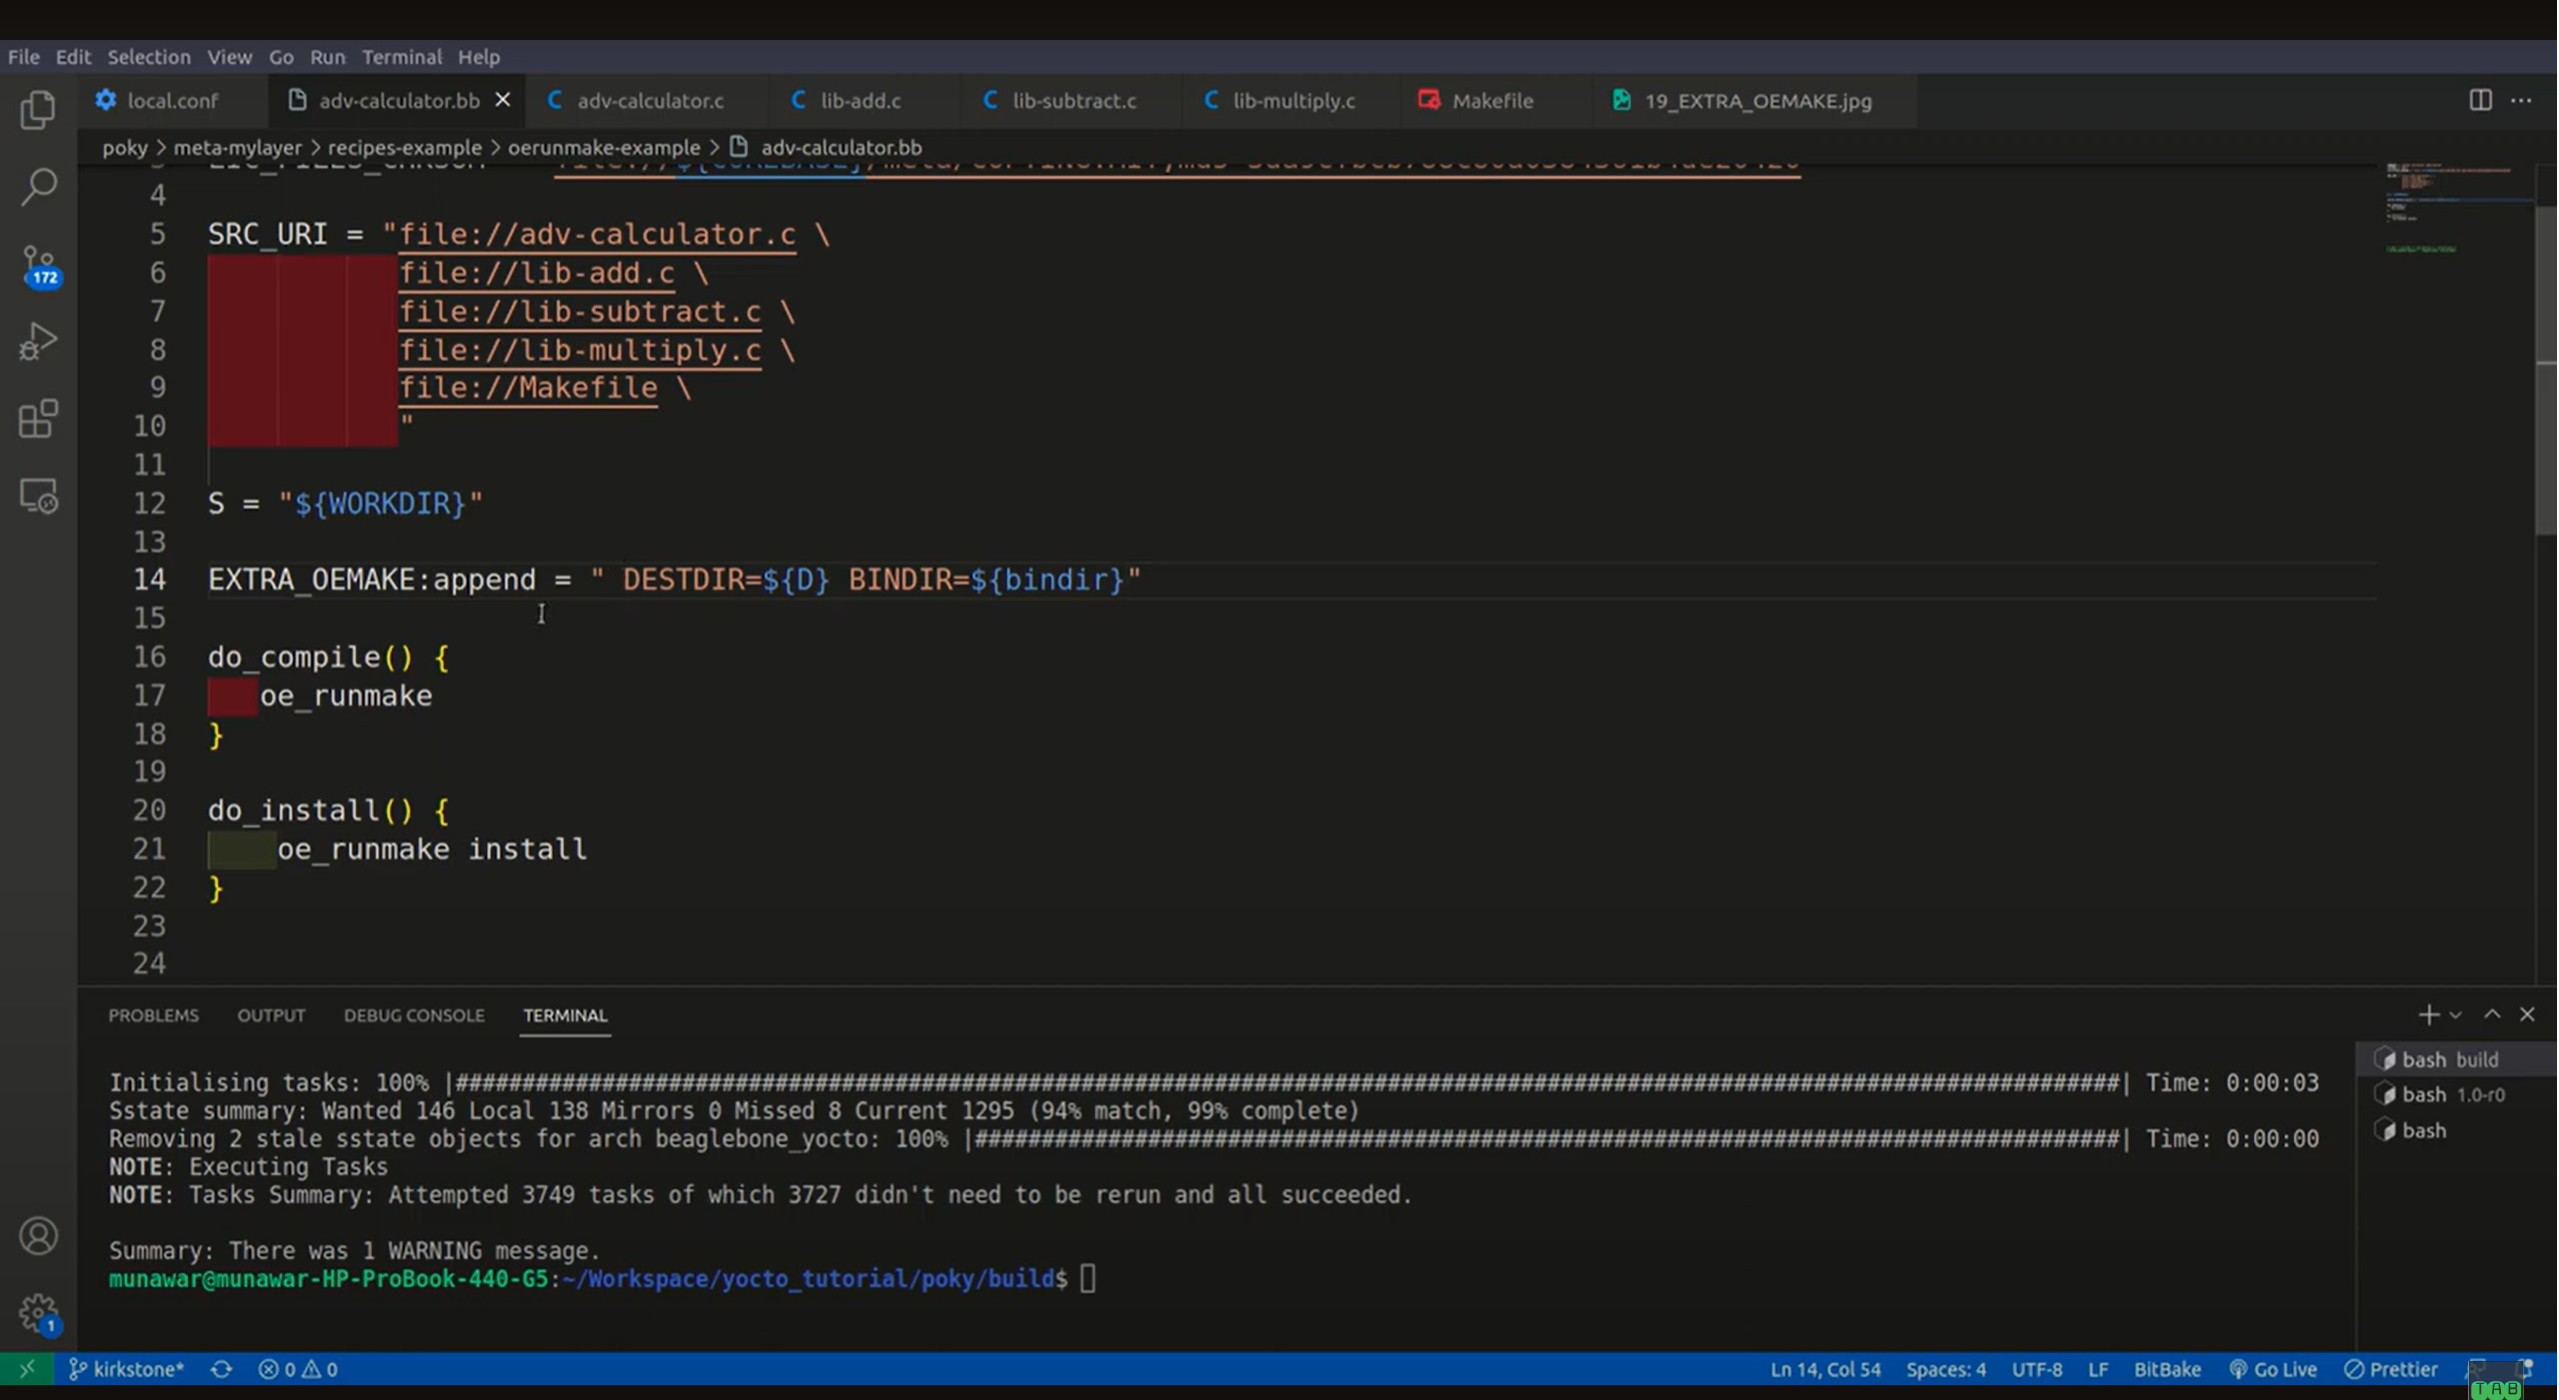 File Edit Selection View Go Run Terminal Help
local.conf adv-calculator.bb adv-calculator.c lib-add.c lib-subtract.c lib-multiply.c Makefile 19_EXTRA_OEMAKE.jpg
poky > meta-mylayer > recipes-example > oerunmake-example > adv-calculator.bb
4
5 SRC_URI = "file://adv-calculator.c \
6 file://lib-add.c \
7 file://lib-subtract.c \
8 file://lib-multiply.c \
9 file://Makefile \
10 "
11
12 S = "${WORKDIR}"
13
14 EXTRA_OEMAKE:append = " DESTDIR=${D} BINDIR=${bindir}"
15
16 do_compile() {
17 oe_runmake
18 }
19
20 do_install() {
21 oe_runmake install
22 }
23
24
172
PROBLEMS OUTPUT DEBUG CONSOLE TERMINAL
Initialising tasks: 100% |############################################################################################################################| Time: 0:00:03
Sstate summary: Wanted 146 Local 138 Mirrors 0 Missed 8 Current 1295 (94% match, 99% complete)
Removing 2 stale sstate objects for arch beaglebone_yocto: 100% |######################################################################################| Time: 0:00:00
NOTE: Executing Tasks
NOTE: Tasks Summary: Attempted 3749 tasks of which 3727 didn't need to be rerun and all succeeded.
Summary: There was 1 WARNING message.
munawar@munawar-HP-ProBook-440-G5:~/Workspace/yocto_tutorial/poky/build$
bash build
bash 1.0-r0
bash
1
kirkstone* 0 0 Ln 14, Col 54 Spaces: 4 UTF-8 LF BitBake Go Live Prettier
TAB